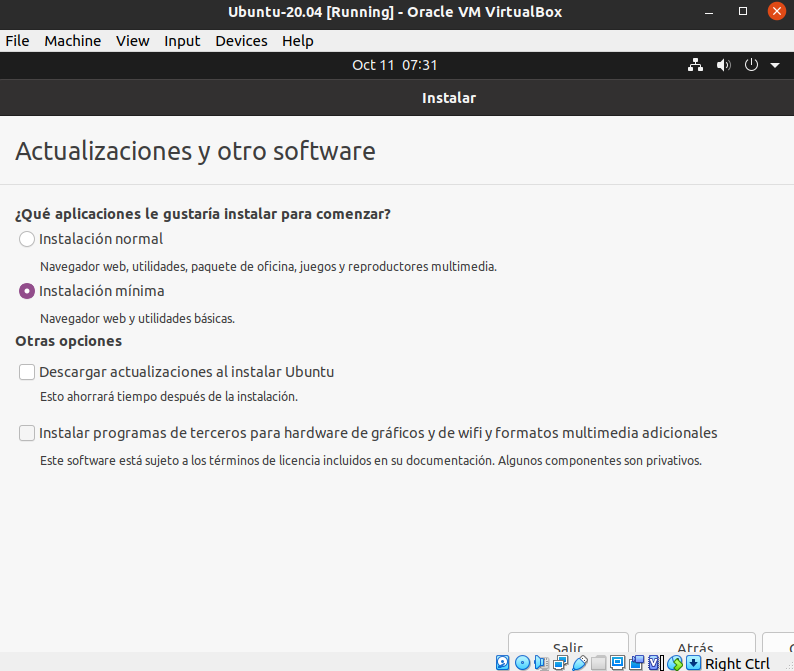 Ubuntu-20.04 [Running] - Oracle VM VirtualBox
File Machine View Input Devices Help
Oct 11 07:31
Instalar
Actualizaciones y otro software
¿Qué aplicaciones le gustaría instalar para comenzar?
Instalación normal
Navegador web, utilidades, paquete de oficina, juegos y reproductores multimedia.
Instalación mínima
Navegador web y utilidades básicas.
Otras opciones
Descargar actualizaciones al instalar Ubuntu
Esto ahorrará tiempo después de la instalación.
Instalar programas de terceros para hardware de gráficos y de wifi y formatos multimedia adicionales
Este software está sujeto a los términos de licencia incluidos en su documentación. Algunos componentes son privativos.
Salir Atrás
Right Ctrl